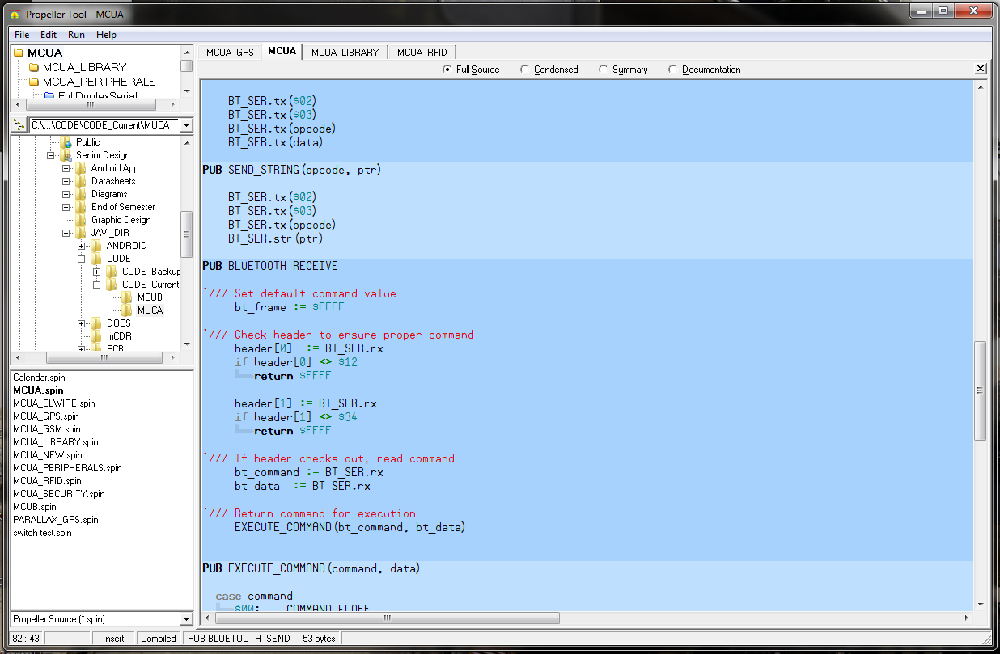 Propeller Tool - MCUA
File Edit Run Help
MCUA
MCUA_LIBRARY
MCUA_PERIPHERALS
FullDuplexSerial
C:\...\CODE\CODE_Current\MUCA
Public
Senior Design
Android App
Datasheets
Diagrams
End of Semester
Graphic Design
JAVI_DIR
ANDROID
CODE
CODE_Backup
CODE_Current
MCUB
MUCA
DOCS
mCDR
PCB
Calendar.spin
MCUA.spin
MCUA_ELWIRE.spin
MCUA_GPS.spin
MCUA_GSM.spin
MCUA_LIBRARY.spin
MCUA_NEW.spin
MCUA_PERIPHERALS.spin
MCUA_RFID.spin
MCUA_SECURITY.spin
MCUB.spin
PARALLAX_GPS.spin
switch test.spin
Propeller Source (*.spin)
MCUA_GPS MCUA MCUA_LIBRARY MCUA_RFID
Full Source Condensed Summary Documentation
BT_SER.tx($02)
BT_SER.tx($03)
BT_SER.tx(opcode)
BT_SER.tx(data)
PUB SEND_STRING(opcode, ptr)
BT_SER.tx($02)
BT_SER.tx($03)
BT_SER.tx(opcode)
BT_SER.str(ptr)
PUB BLUETOOTH_RECEIVE
'/// Set default command value
bt_frame := $FFFF
'/// Check header to ensure proper command
header[0]  := BT_SER.rx
if header[0] <> $12
return $FFFF
header[1] := BT_SER.rx
if header[1] <> $34
return $FFFF
'/// If header checks out, read command
bt_command := BT_SER.rx
bt_data  := BT_SER.rx
'/// Return command for execution
EXECUTE_COMMAND(bt_command, bt_data)
PUB EXECUTE_COMMAND(command, data)
case command
$00:    COMMAND_ELOFF
82 : 43 Insert Compiled PUB BLUETOOTH_SEND - 53 bytes